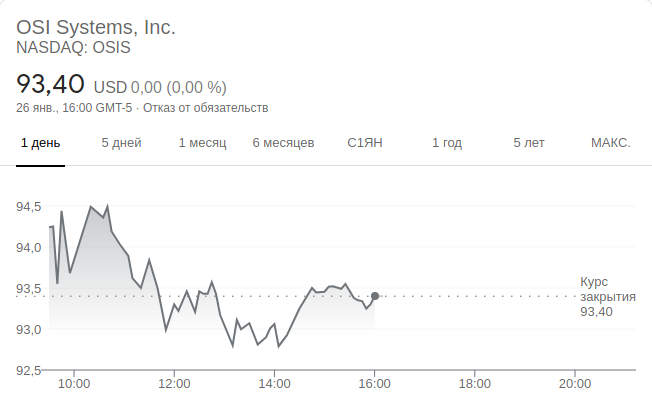 OSI Systems, Inc.
NASDAQ: OSIS
93,40 USD 0,00 (0,00 %)
26 янв., 16:00 GMT-5 · Отказ от обязательств
1 день 5 дней 1 месяц 6 месяцев С1ЯН 1 год 5 лет МАКС.
94,5
94,0
93,5
93,0
92,5
Курс
закрытия
93,40
10:00 12:00 14:00 16:00 18:00 20:00